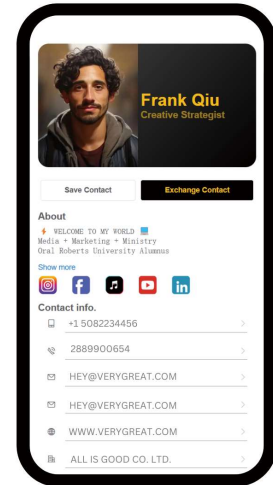 Frank Qiu
Creative Strategist
Save Contact
Exchange Contact
About
WELCOME TO MY WORLD
Media + Marketing + Ministry
Oral Roberts University Alumnus
Show more
Contact info.
+1 5082234456
2889900654
HEY@VERYGREAT.COM
HEY@VERYGREAT.COM
WWW.VERYGREAT.COM
ALL IS GOOD CO. LTD.